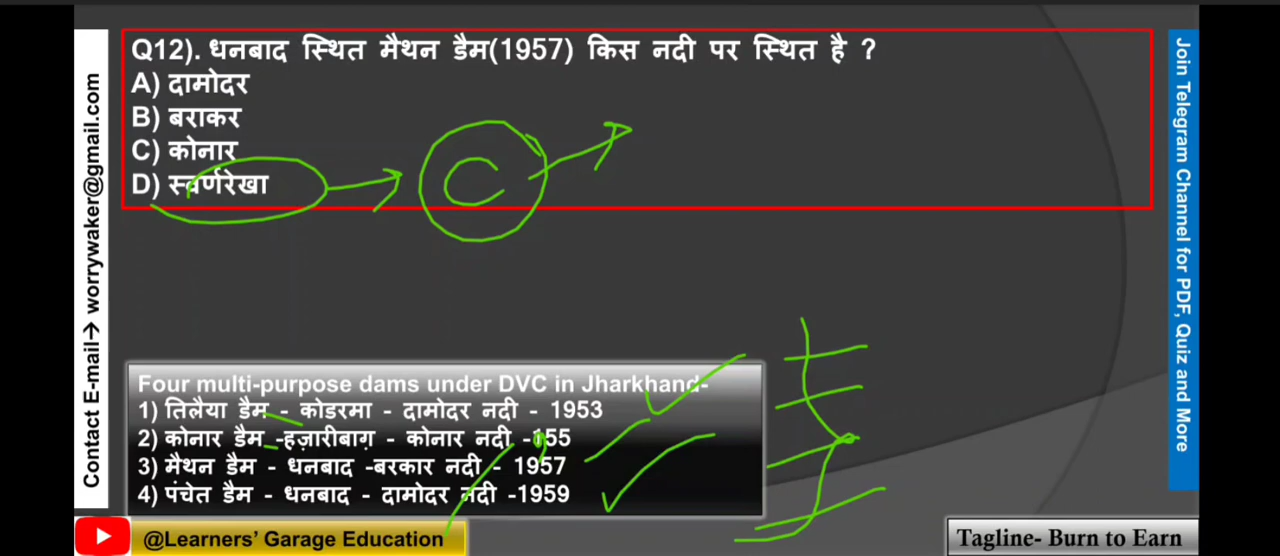 Q12). धनबाद स्थित मैथन डैम(1957) किस नदी पर स्थित है ?
A) दामोदर
B) बराकर
C) कोनार
D) स्वर्णरेखा
C
Four multi-purpose dams under DVC in Jharkhand-
1) तिलैया डैम - कोडरमा - दामोदर नदी - 1953
2) कोनार डैम -हज़ारीबाग़ - कोनार नदी -155
9
3) मैथन डैम - धनबाद -बरकार नदी - 1957
4) पंचेत डैम - धनबाद - दामोदर नदी -1959
@Learners' Garage Education
Tagline- Burn to Earn
Contact E-mail→ worrywaker@gmail.com
Join Telegram Channel for PDF, Quiz and More